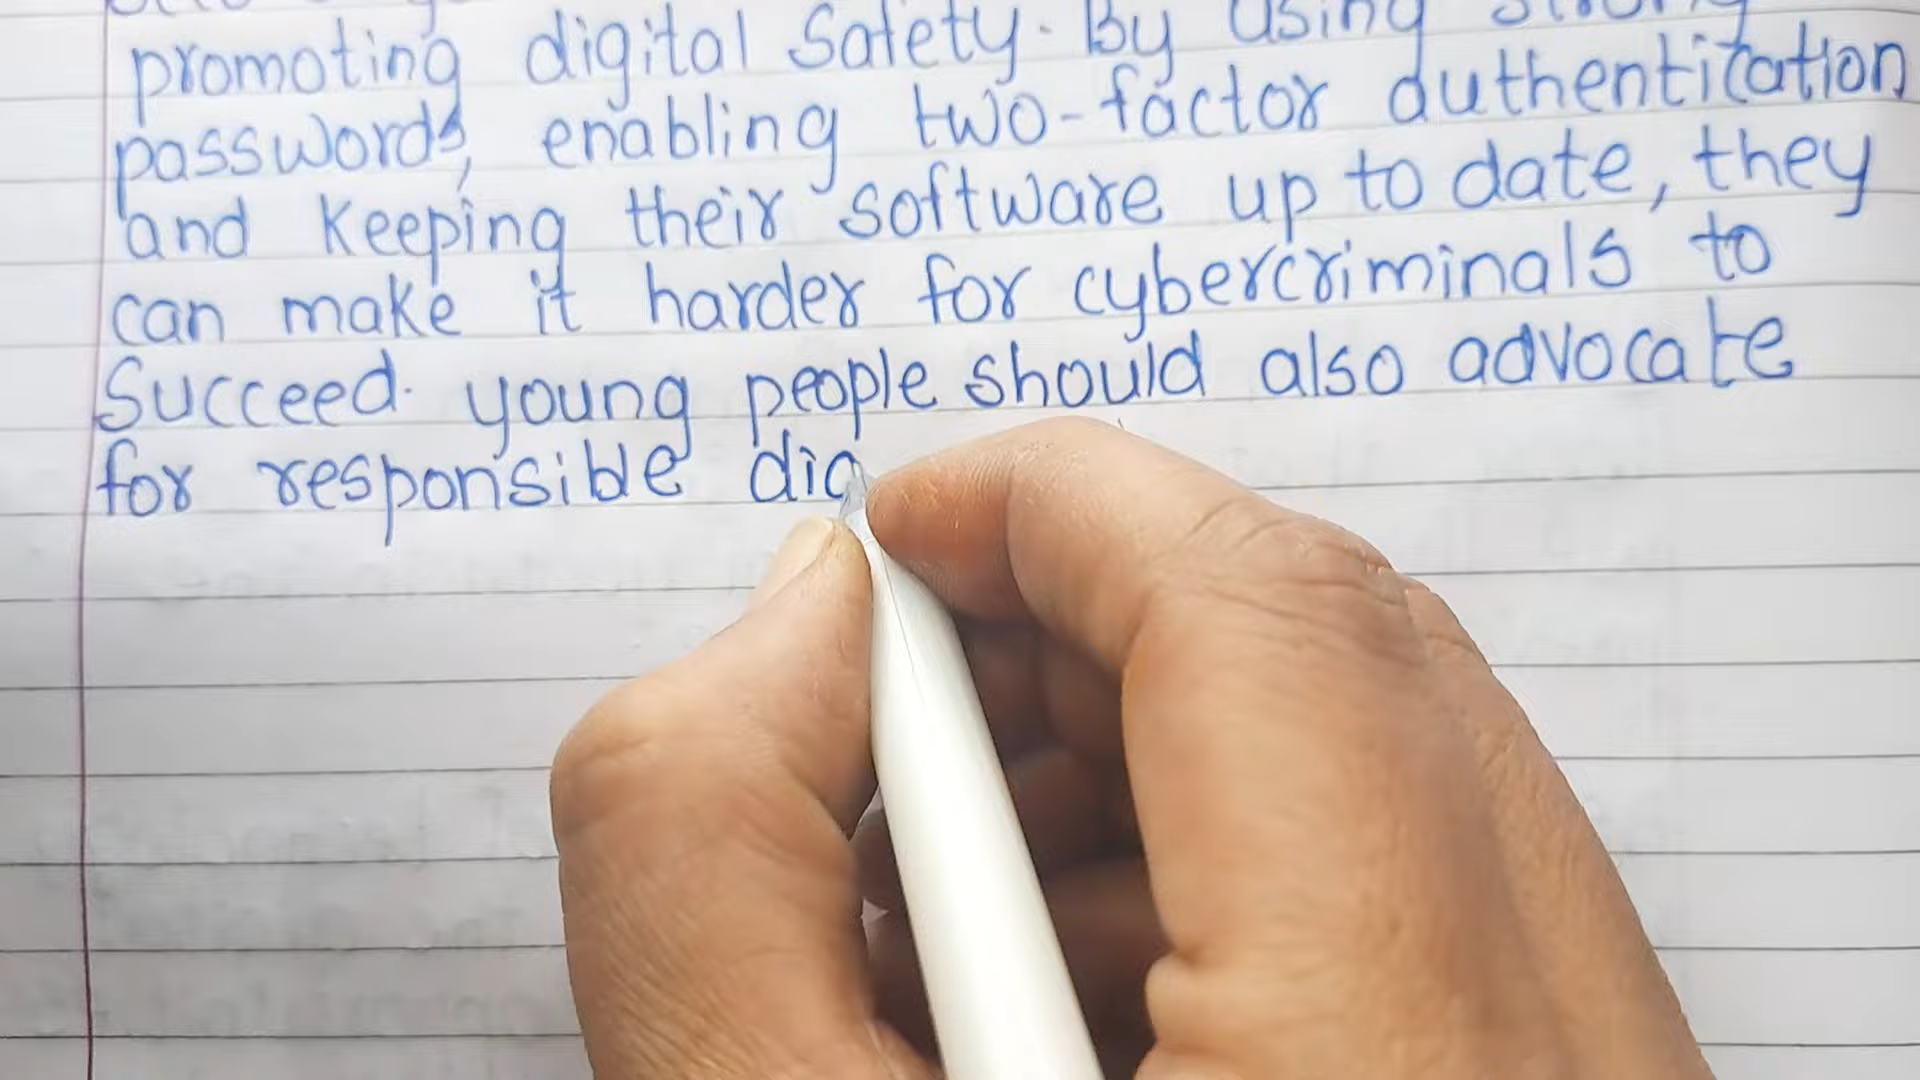 promoting digital Safety. By using strong
passwords, enabling two-factor authentication
and keeping their software up to date, they
can make it harder for cybercriminals to
Succeed. young people should also advocate
for responsible dig